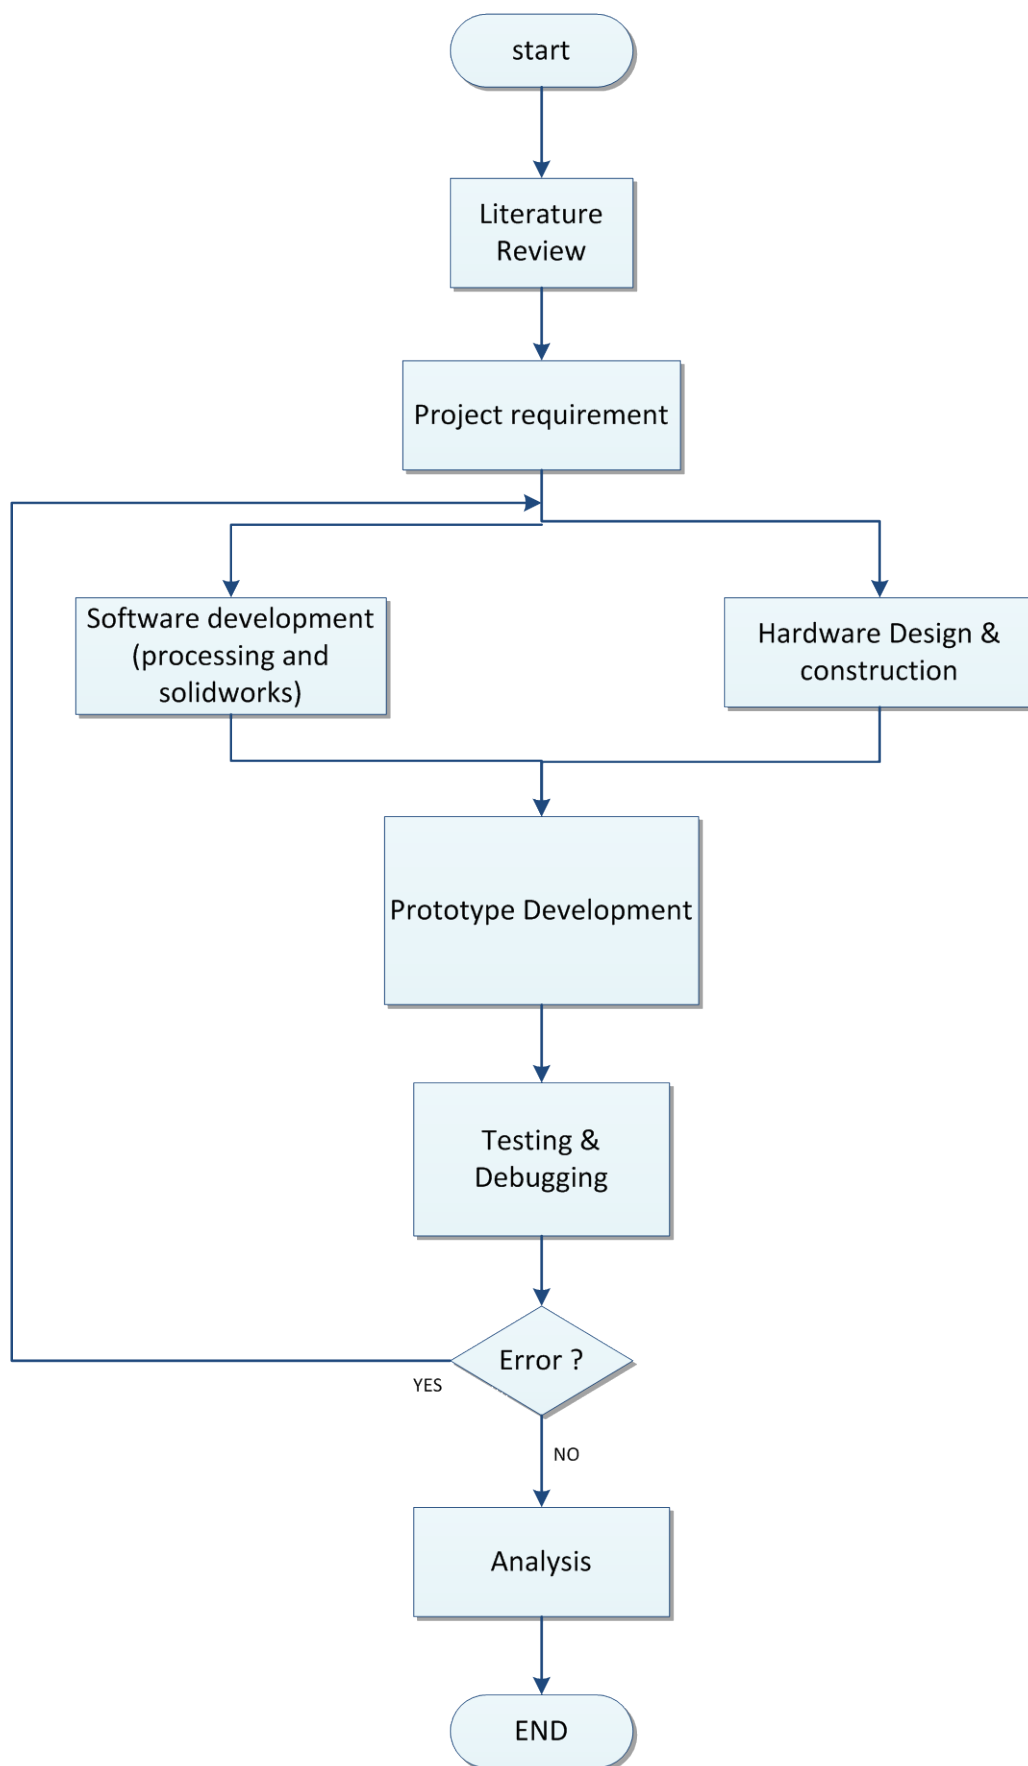 start
Literature
Review
Project requirement
Software development
(processing and
solidworks)
Hardware Design &
construction
Prototype Development
Testing &
Debugging
Error ?
YES
NO
Analysis
END